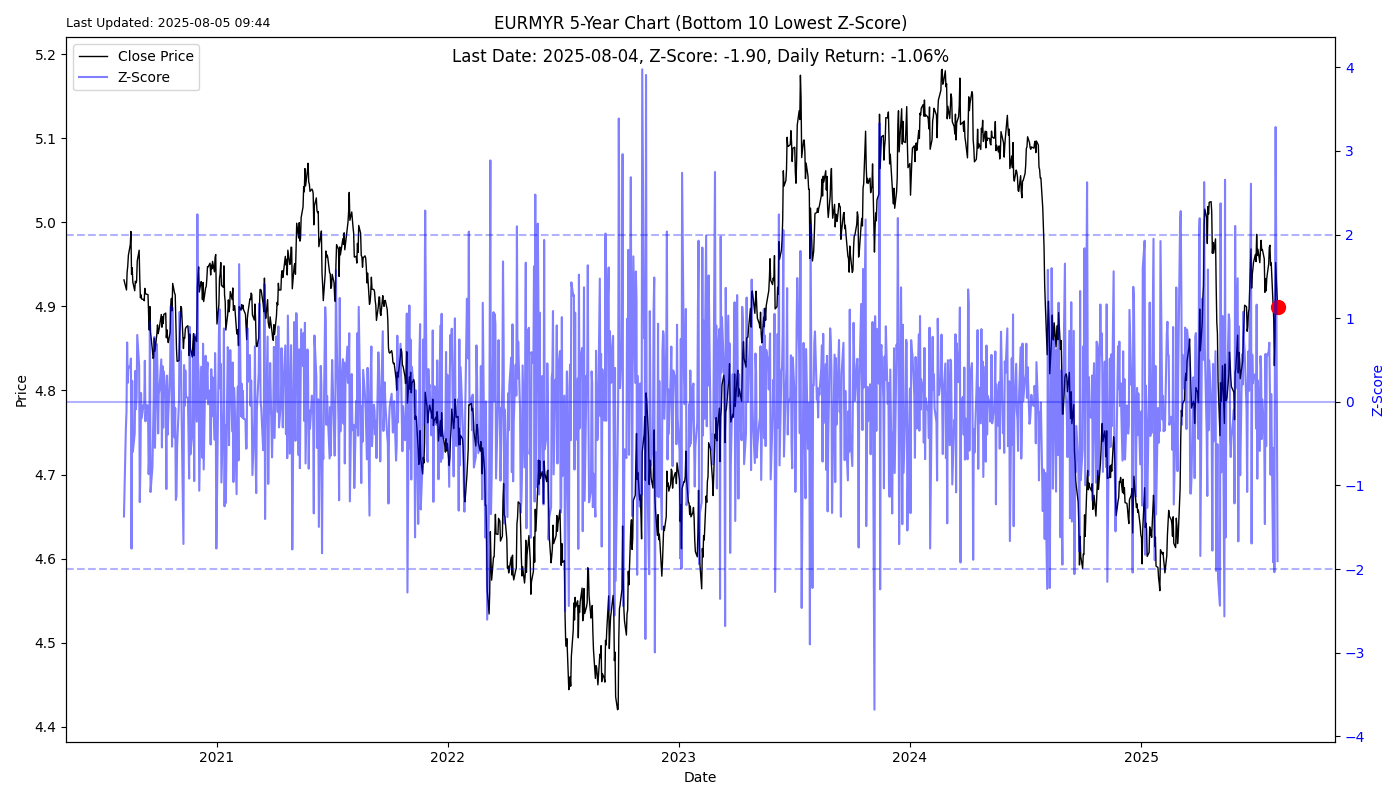 Last Updated: 2025-08-05 09:44
EURMYR 5-Year Chart (Bottom 10 Lowest Z-Score)
Last Date: 2025-08-04, Z-Score: -1.90, Daily Return: -1.06%
Close Price
Z-Score
5.2
5.1
5.0
4.9
4.8
4.7
4.6
4.5
4.4
Price
4
3
2
1
0
−1
−2
−3
−4
Z-Score
2021
2022
2023
2024
2025
Date